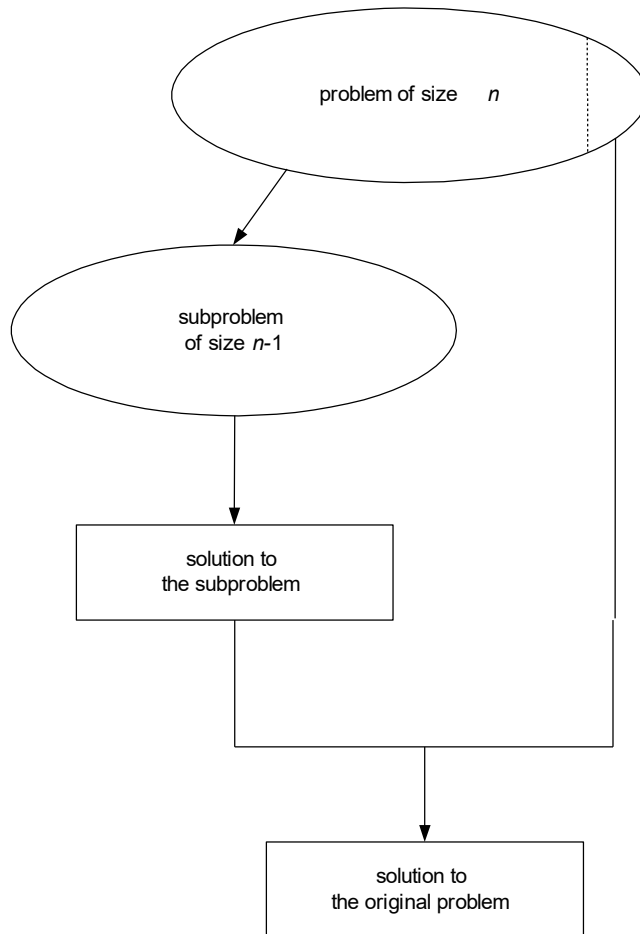 problem of size n
subproblem
of size n-1
solution to
the subproblem
solution to
the original problem